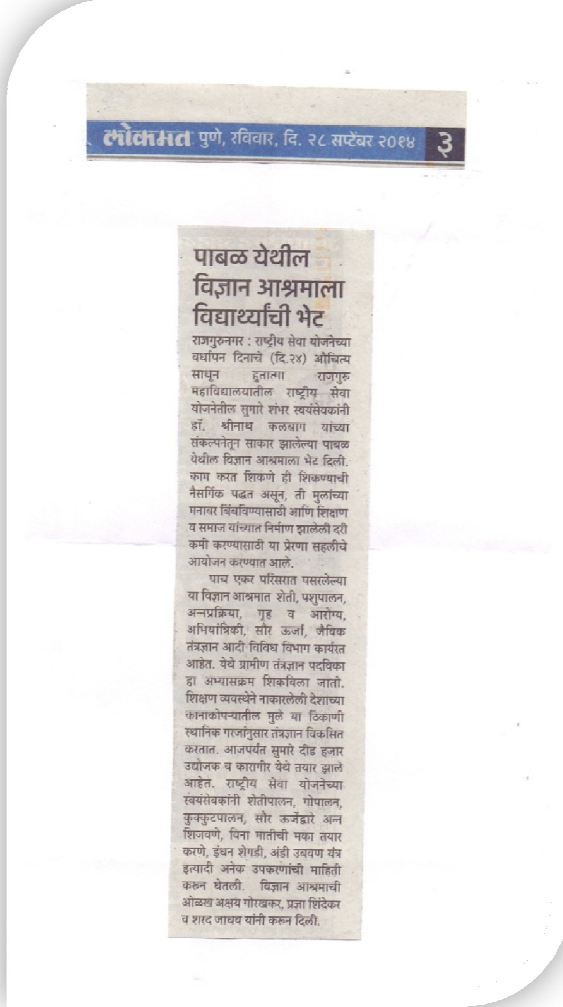 लोकमत पुणे, रविवार, दि. २८ सप्टेंबर २०१४ ३
पाबळ येथील
विज्ञान आश्रमाला
विद्यार्थ्यांची भेट
राजगुरुनगर : राष्ट्रीय सेवा योजनेच्या
वर्धापन दिनाचे (दि.२४) औचित्य
साधून हुतात्मा राजगुरू
महाविद्यालयातील राष्ट्रीय सेवा
योजनेतील सुमारे शंभर स्वयंसेवकांनी
डॉ. श्रीनाथ कलबाग यांच्या
संकल्पनेतून साकार झालेल्या पाबळ
येथील विज्ञान आश्रमाला भेट दिली.
काम करत शिकणे ही शिकण्याची
नैसर्गिक पद्धत असून, ती मुलांच्या
मनावर बिंबविण्यासाठी आणि शिक्षण
व समाज यांच्यात निर्माण झालेली दरी
कमी करण्यासाठी या प्रेरणा सहलीचे
आयोजन करण्यात आले.
पाच एकर परिसरात पसरलेल्या
या विज्ञान आश्रमात शेती, पशुपालन,
अन्नप्रक्रिया, गृह व आरोग्य,
अभियांत्रिकी, सौर ऊर्जा, जैविक
तंत्रज्ञान आदी विविध विभाग कार्यरत
आहेत. येथे ग्रामीण तंत्रज्ञान पदविका
हा अभ्यासक्रम शिकविला जातो.
शिक्षण व्यवस्थेने नाकारलेली देशाच्या
कानाकोपऱ्यातील मुले या ठिकाणी
स्थानिक गरजांनुसार तंत्रज्ञान विकसित
करतात. आजपर्यंत सुमारे दीड हजार
उद्योजक व कारागीर येथे तयार झाले
आहेत. राष्ट्रीय सेवा योजनेच्या
स्वयंसेवकांनी शेतीपालन, गोपालन,
कुक्कुटपालन, सौर ऊर्जेद्वारे अन्न
शिजवणे, विना मातीची मका तयार
करणे, इंधन शेगडी, अंडी उबवण यंत्र
इत्यादी अनेक उपकरणांची माहिती
करून घेतली. विज्ञान आश्रमाची
ओळख अक्षय गोरखकर, प्रज्ञा शिंदेकर
व शरद जाधव यांनी करून दिली.